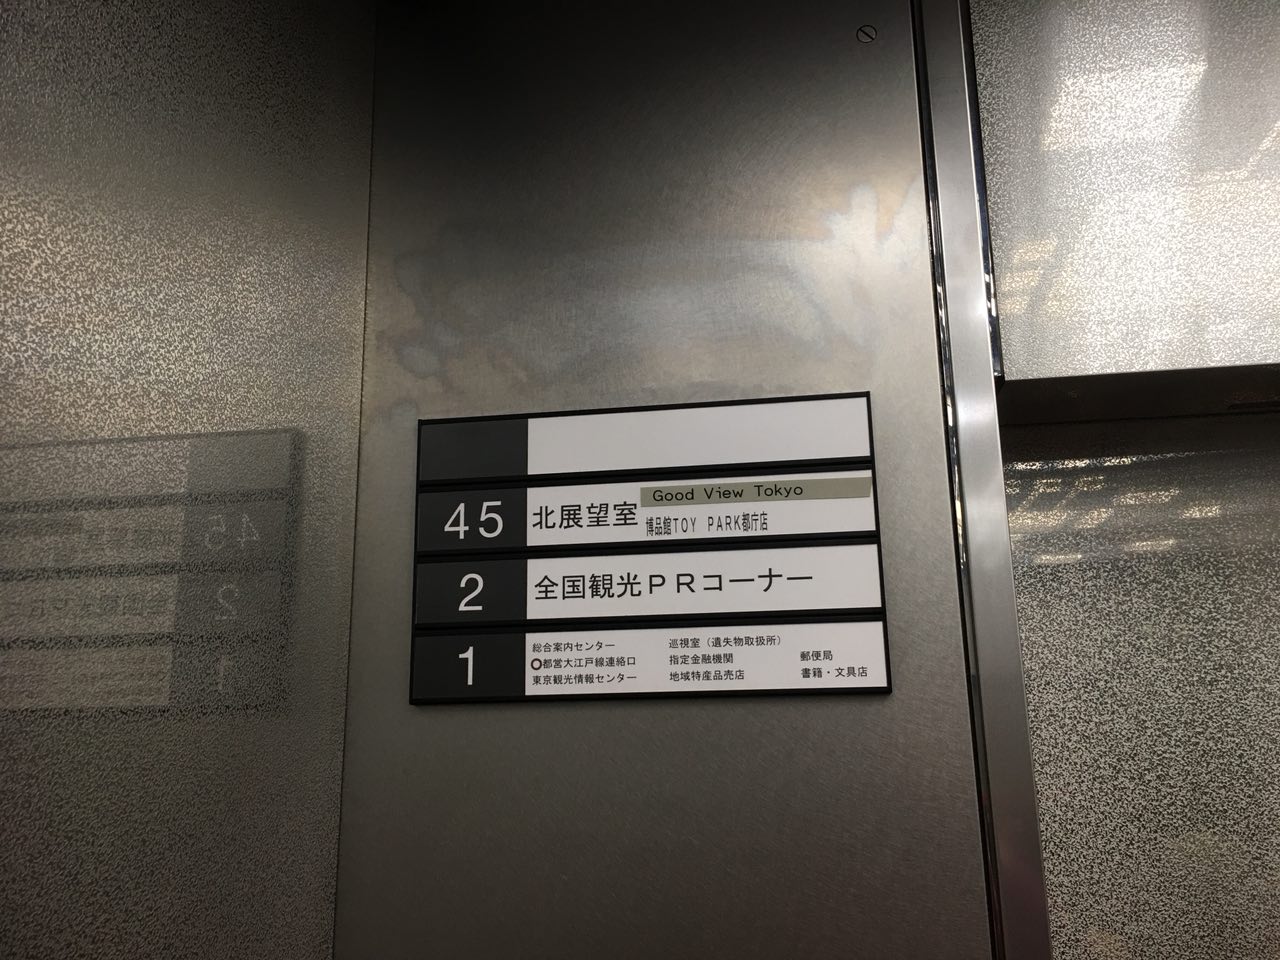 45 北展望室 Good View Tokyo
博品館TOY PARK都庁店
2 全国観光PRコーナー
1 総合案内センター 巡視室（遺失物取扱所）
都営大江戸線連絡口 指定金融機関 郵便局
東京観光情報センター 地域特産品売店 書籍・文具店